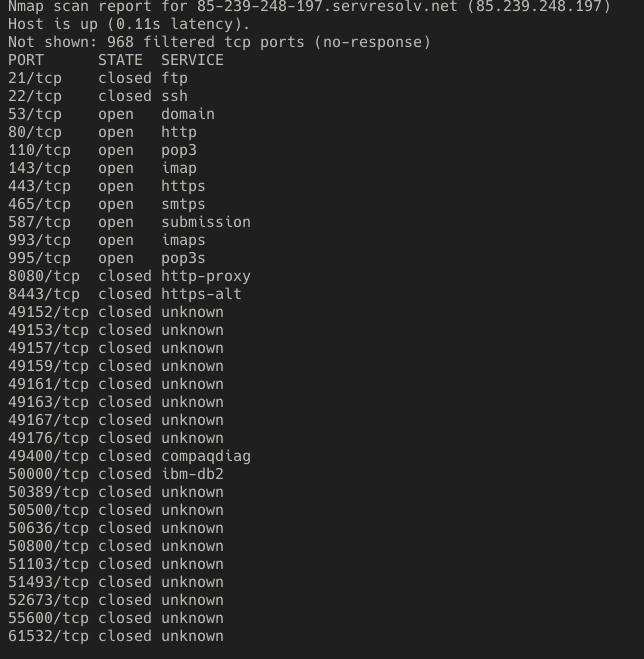 Nmap scan report for 85-239-248-197.servresolv.net (85.239.248.197)
Host is up (0.11s latency).
Not shown: 968 filtered tcp ports (no-response)
PORT      STATE  SERVICE
21/tcp    closed ftp
22/tcp    closed ssh
53/tcp    open   domain
80/tcp    open   http
110/tcp   open   pop3
143/tcp   open   imap
443/tcp   open   https
465/tcp   open   smtps
587/tcp   open   submission
993/tcp   open   imaps
995/tcp   open   pop3s
8080/tcp  closed http-proxy
8443/tcp  closed https-alt
49152/tcp closed unknown
49153/tcp closed unknown
49157/tcp closed unknown
49159/tcp closed unknown
49161/tcp closed unknown
49163/tcp closed unknown
49167/tcp closed unknown
49176/tcp closed unknown
49400/tcp closed compaqdiag
50000/tcp closed ibm-db2
50389/tcp closed unknown
50500/tcp closed unknown
50636/tcp closed unknown
50800/tcp closed unknown
51103/tcp closed unknown
51493/tcp closed unknown
52673/tcp closed unknown
55600/tcp closed unknown
61532/tcp closed unknown